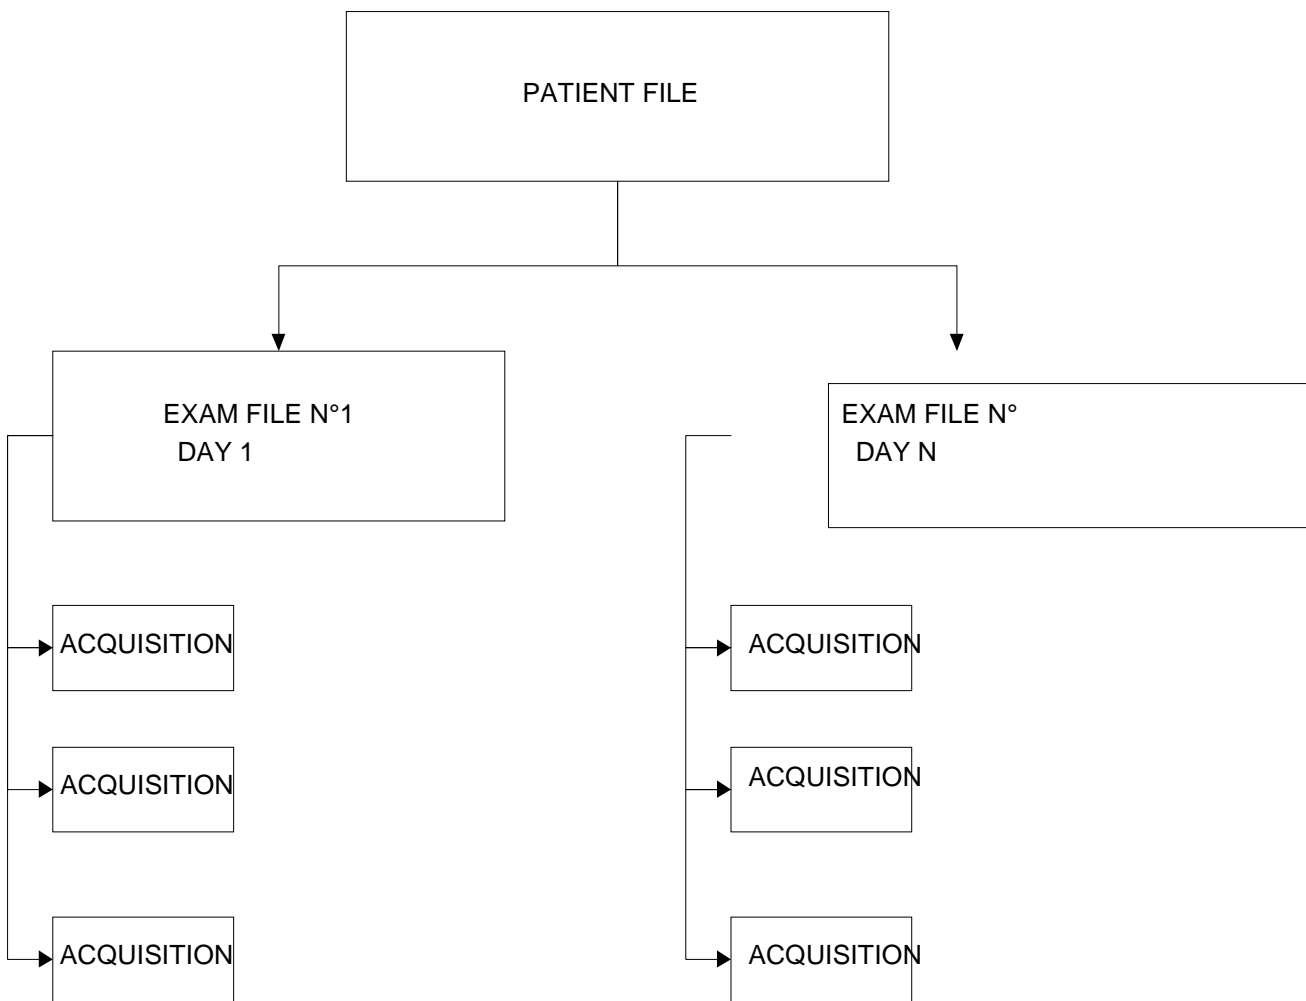 PATIENT FILE
EXAM FILE N°1
DAY 1
EXAM FILE N°
DAY N
ACQUISITION
ACQUISITION
ACQUISITION
ACQUISITION
ACQUISITION
ACQUISITION